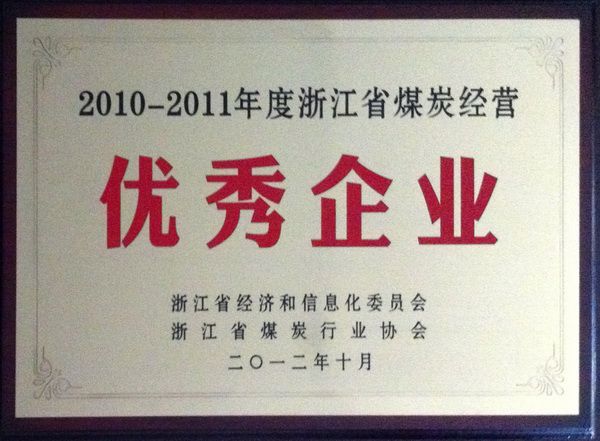 2010-2011年度浙江省煤炭经营
优秀企业
浙江省经济和信息化委员会
浙江省煤炭行业协会
二〇一二年十月